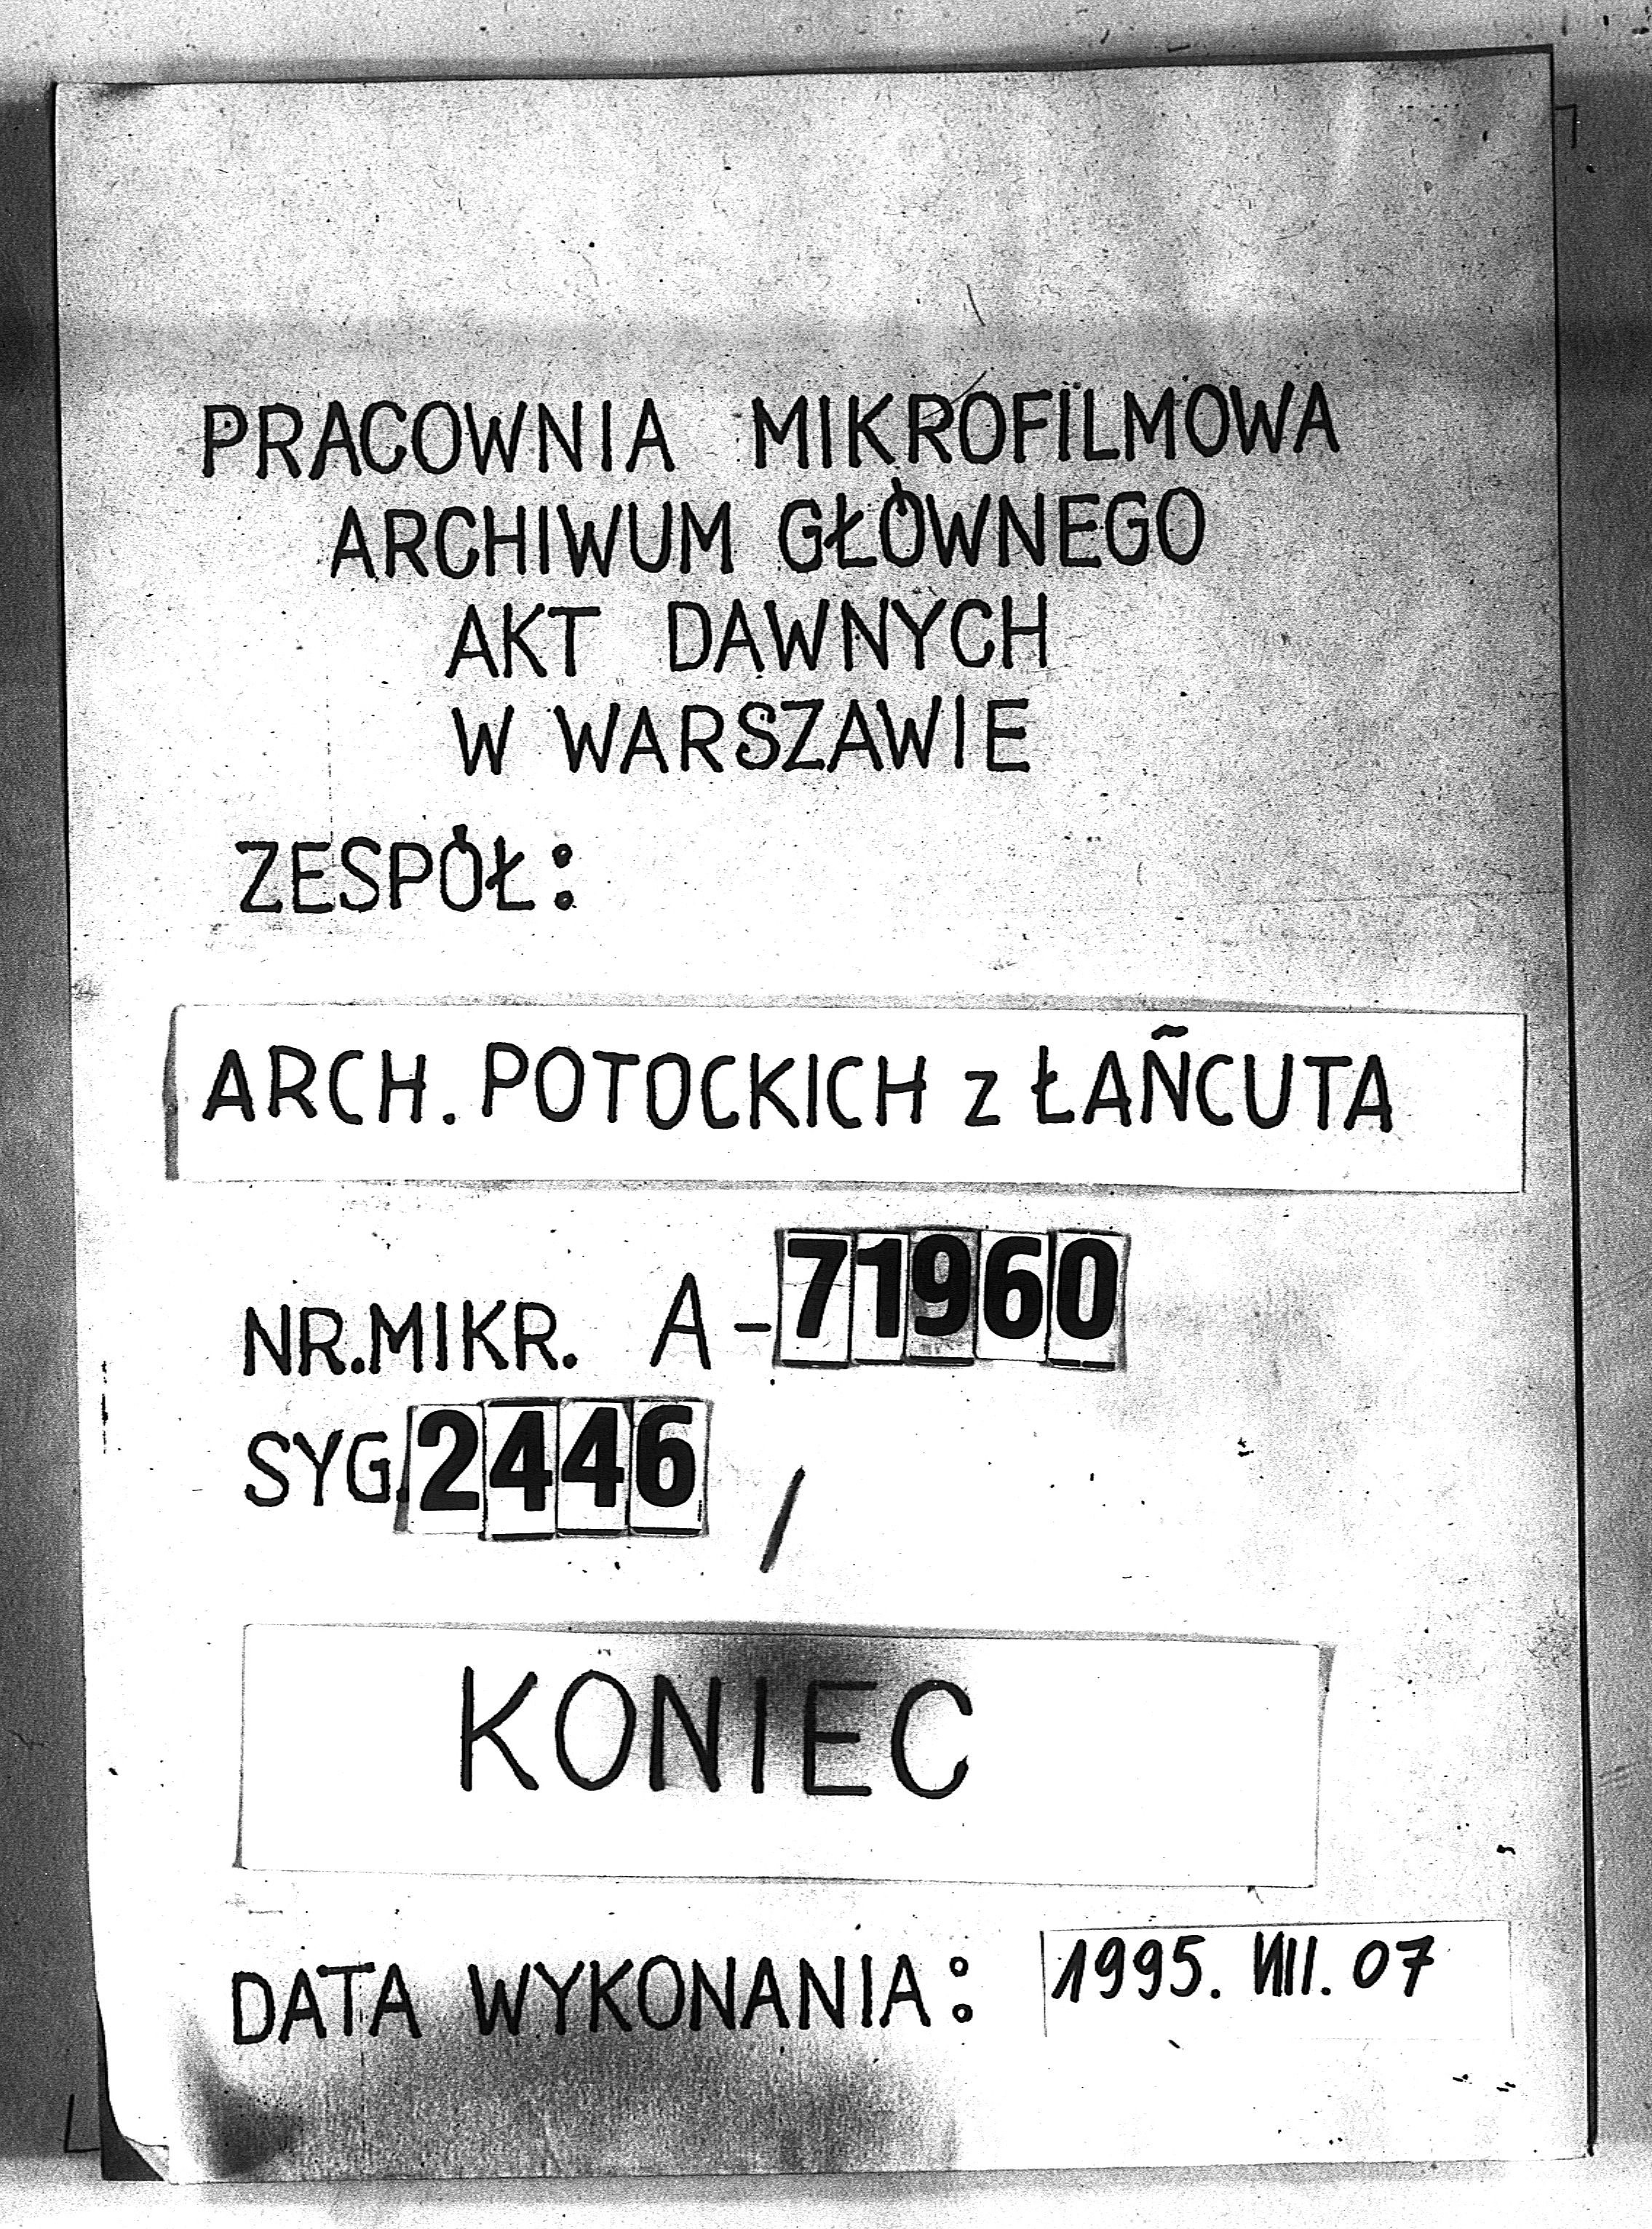 PRACOWNIA MIKROFILMOWA
ARCHIWUM GŁÓWNEGO
AKT DAWNYCH
W WARSZAWIE
ZESPÓŁ:
ARCH. POTOCKICH z ŁAÑCUTA
NR.MIKR. A-71960
SYG.2446 /
KONIEC
DATA WYKONANIA: 1995. VIII. 07